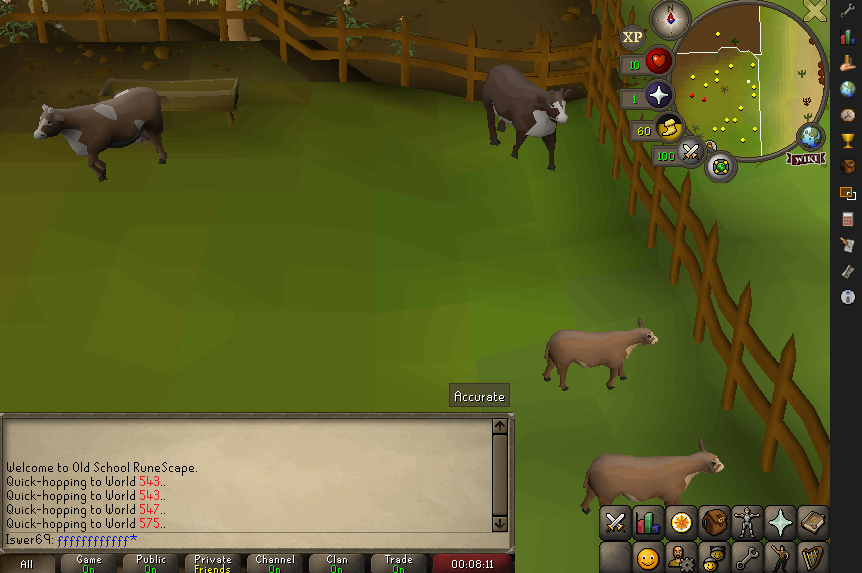 N
XP
10
1
60
100
WIKI
Accurate
Welcome to Old School RuneScape.
Quick-hopping to World 543..
Quick-hopping to World 543..
Quick-hopping to World 547..
Quick-hopping to World 575..
Iswer69: ffffffffffff*
All
Game
On
Public
On
Private
Friends
Channel
On
Clan
On
Trade
On
00:08:11